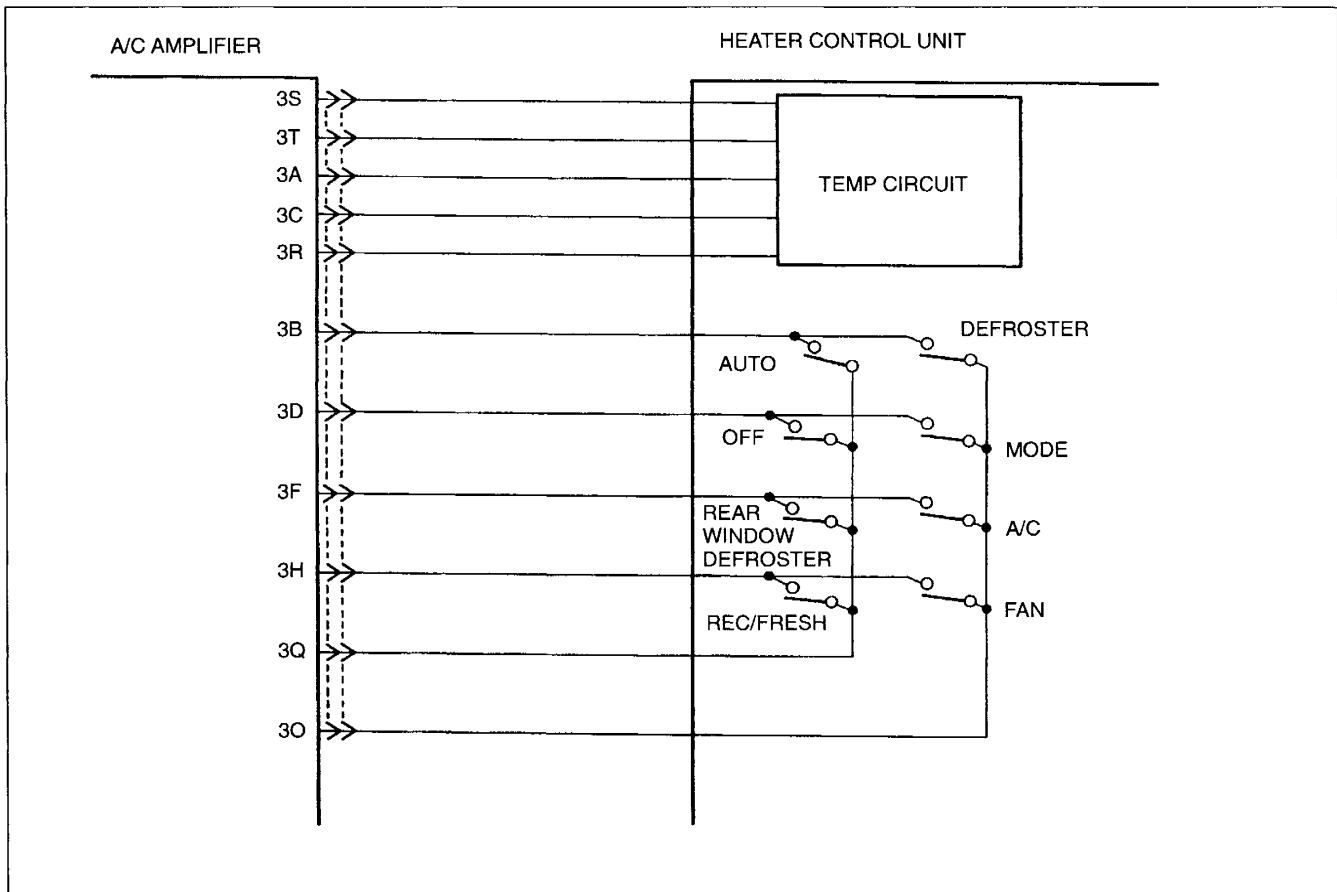 A/C AMPLIFIER
HEATER CONTROL UNIT
3S
3T
3A
3C
3R
TEMP CIRCUIT
3B
DEFROSTER
AUTO
3D
OFF
MODE
3F
REAR
WINDOW
DEFROSTER
A/C
3H
REC/FRESH
FAN
3Q
3O